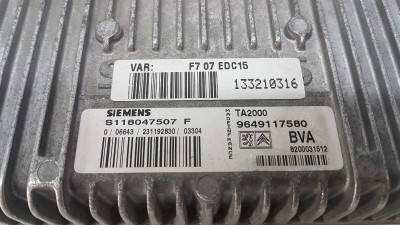 VAR: F7 07 EDC15
133210316
SIEMENS
S118047507 F
0 / 06643 / 231192830 / 03304
TA2000
9649117580
BVA
8200031512